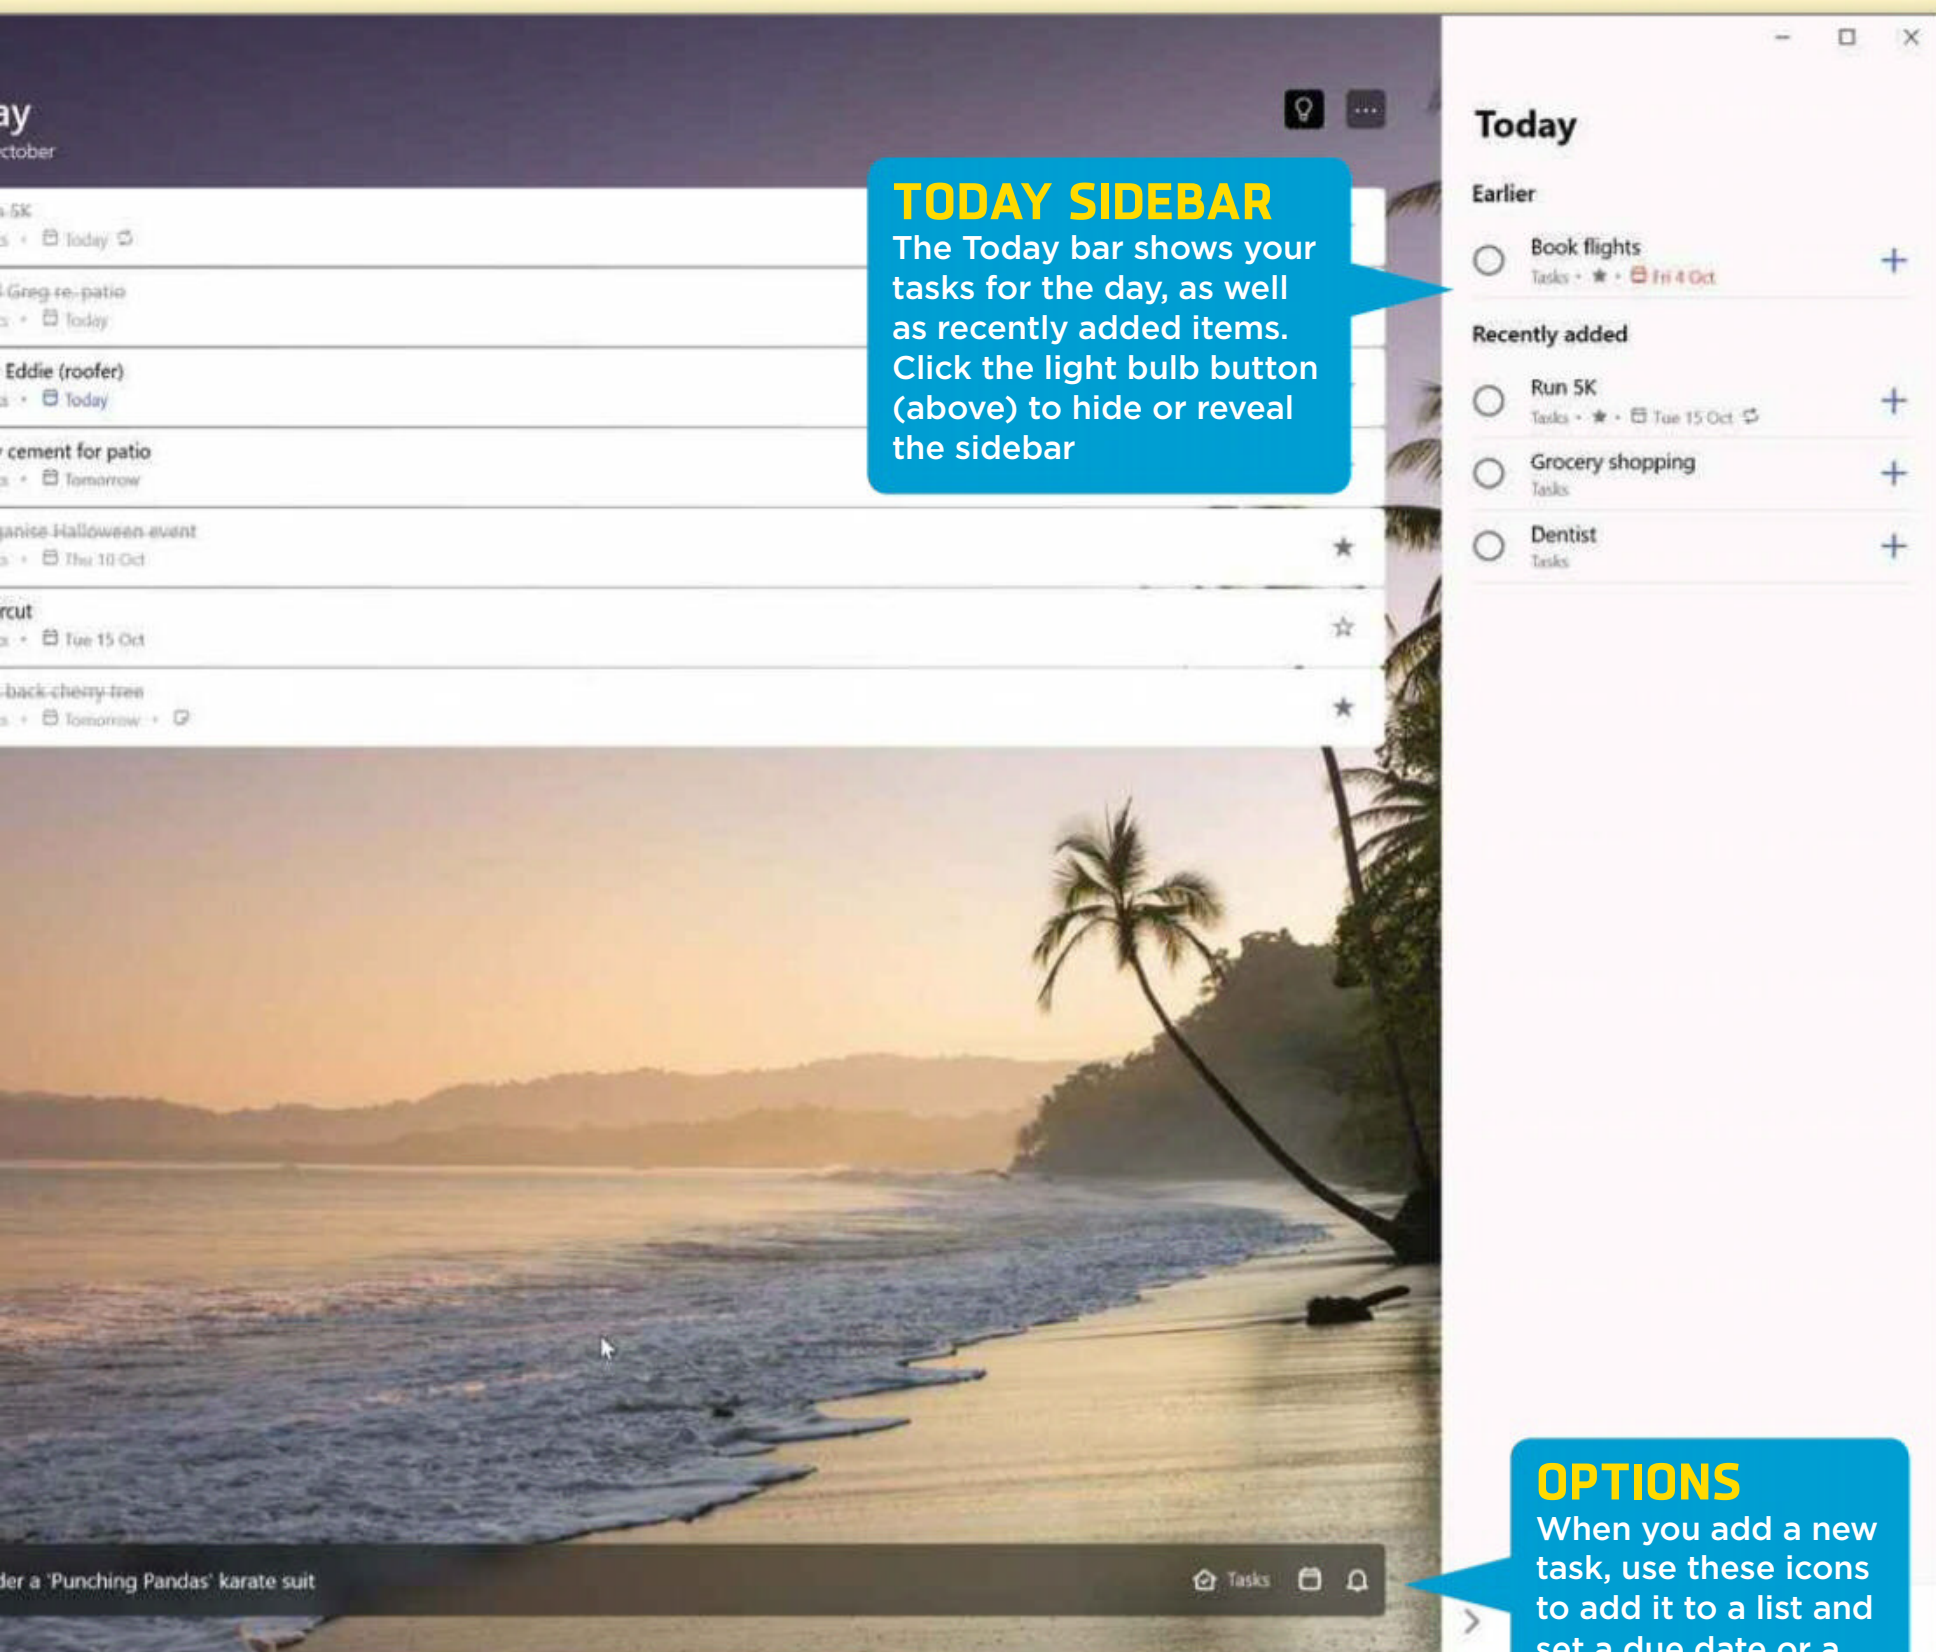 ay
ctober
5K
Today
Greg re. patio
Today
Eddie (roofer)
Today
cement for patio
Tomorrow
ganise Halloween event
Thu 10 Oct
rcut
Tue 15 Oct
back cherry tree
Tomorrow
TODAY SIDEBAR
The Today bar shows your
tasks for the day, as well
as recently added items.
Click the light bulb button
(above) to hide or reveal
the sidebar
Today
Earlier
Book flights
Tasks • ★ • Fri 4 Oct
Recently added
Run 5K
Tasks • ★ • Tue 15 Oct
Grocery shopping
Tasks
Dentist
Tasks
der a 'Punching Pandas' karate suit
Tasks
OPTIONS
When you add a new
task, use these icons
to add it to a list and
set a due date or a